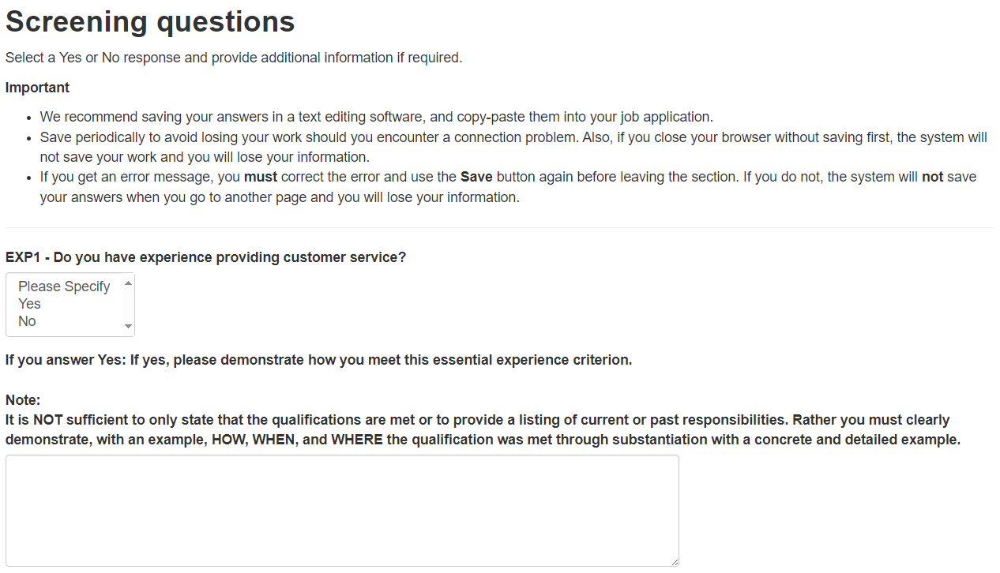 Screening questions
Select a Yes or No response and provide additional information if required.
Important
• We recommend saving your answers in a text editing software, and copy-paste them into your job application.
• Save periodically to avoid losing your work should you encounter a connection problem. Also, if you close your browser without saving first, the system will
not save your work and you will lose your information.
• If you get an error message, you must correct the error and use the Save button again before leaving the section. If you do not, the system will not save
your answers when you go to another page and you will lose your information.
EXP1 - Do you have experience providing customer service?
Please Specify
Yes
No
If you answer Yes: If yes, please demonstrate how you meet this essential experience criterion.
Note:
It is NOT sufficient to only state that the qualifications are met or to provide a listing of current or past responsibilities. Rather you must clearly
demonstrate, with an example, HOW, WHEN, and WHERE the qualification was met through substantiation with a concrete and detailed example.